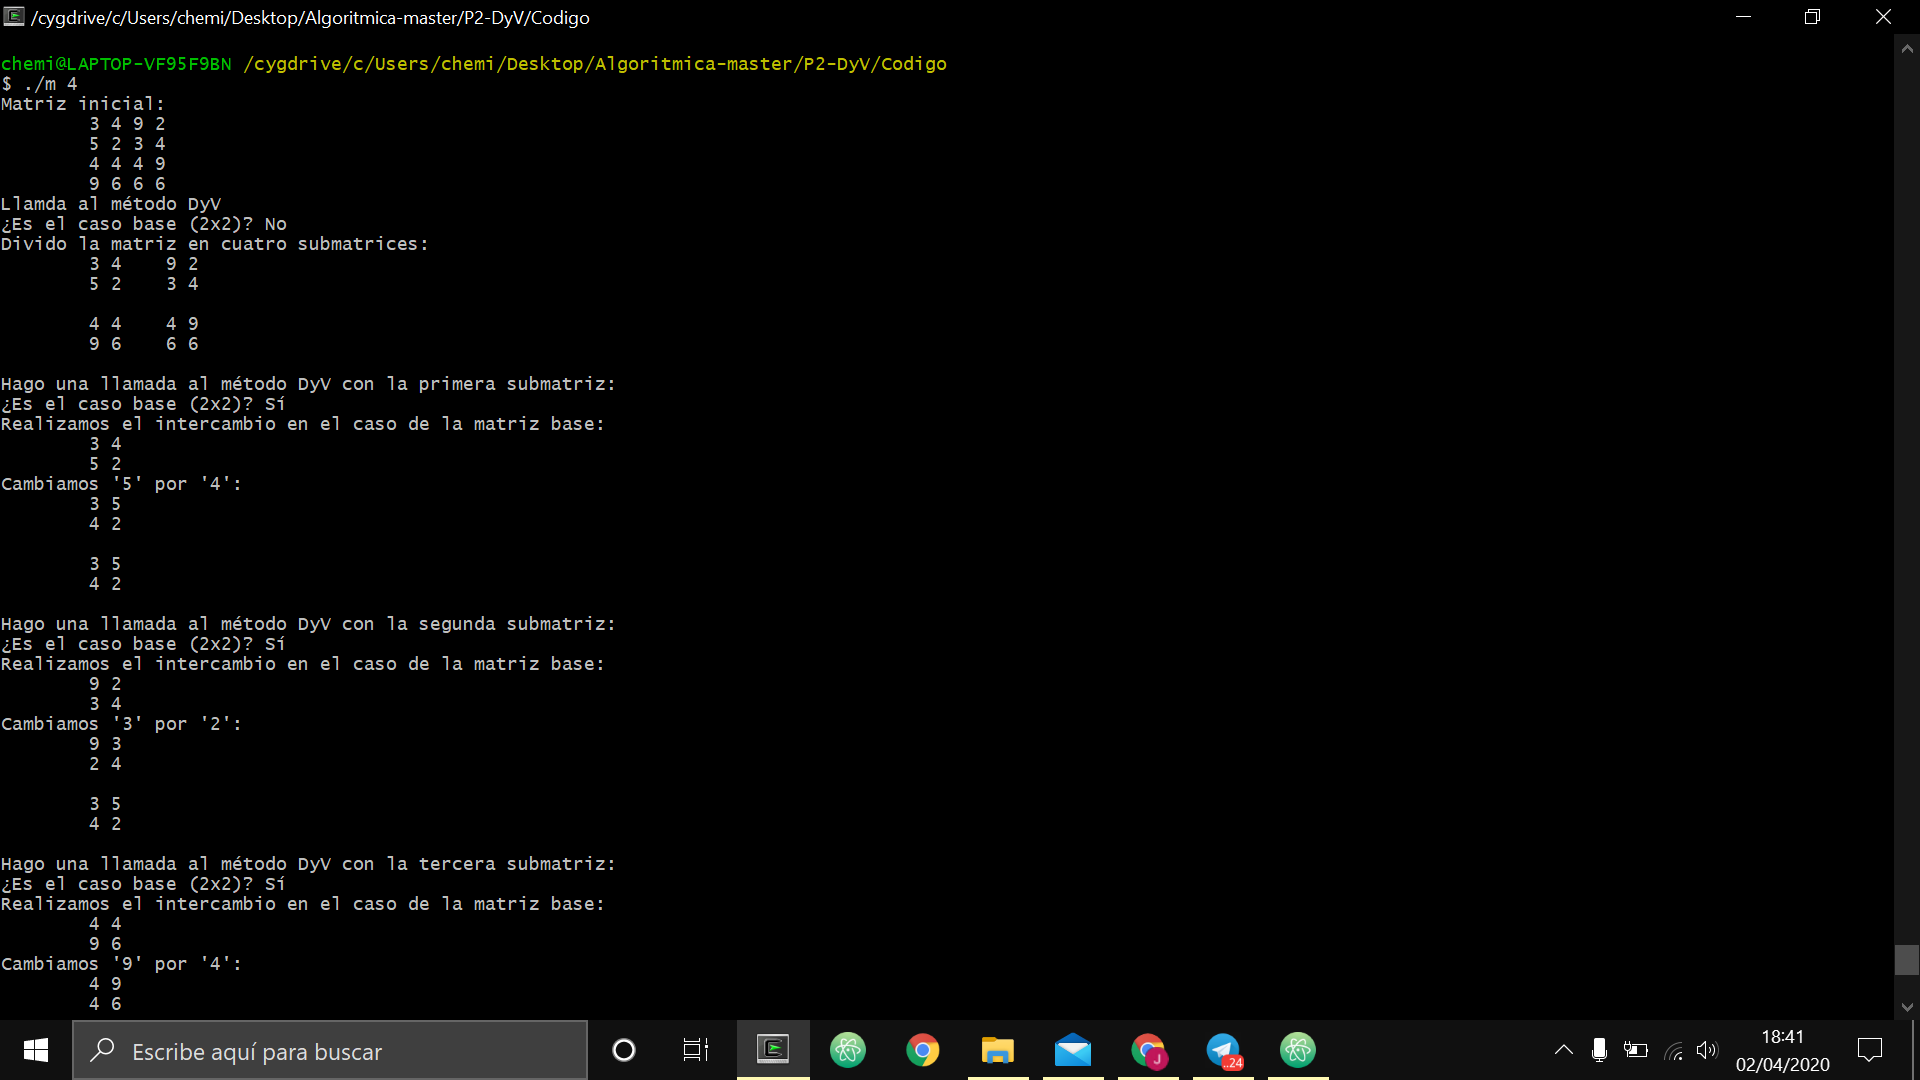 /cygdrive/c/Users/chemi/Desktop/Algoritmica-master/P2-DyV/Codigo
chemi@LAPTOP-VF95F9BN /cygdrive/c/Users/chemi/Desktop/Algoritmica-master/P2-DyV/Codigo
$ ./m 4
Matriz inicial:
3 4 9 2
5 2 3 4
4 4 4 9
9 6 6 6
Llamda al método DyV
¿Es el caso base (2x2)? No
Divido la matriz en cuatro submatrices:
3 4    9 2
5 2    3 4
4 4    4 9
9 6    6 6
Hago una llamada al método DyV con la primera submatriz:
¿Es el caso base (2x2)? Sí
Realizamos el intercambio en el caso de la matriz base:
3 4
5 2
Cambiamos '5' por '4':
3 5
4 2
3 5
4 2
Hago una llamada al método DyV con la segunda submatriz:
¿Es el caso base (2x2)? Sí
Realizamos el intercambio en el caso de la matriz base:
9 2
3 4
Cambiamos '3' por '2':
9 3
2 4
3 5
4 2
Hago una llamada al método DyV con la tercera submatriz:
¿Es el caso base (2x2)? Sí
Realizamos el intercambio en el caso de la matriz base:
4 4
9 6
Cambiamos '9' por '4':
4 9
4 6
Escribe aquí para buscar
J
..24
18:41
02/04/2020